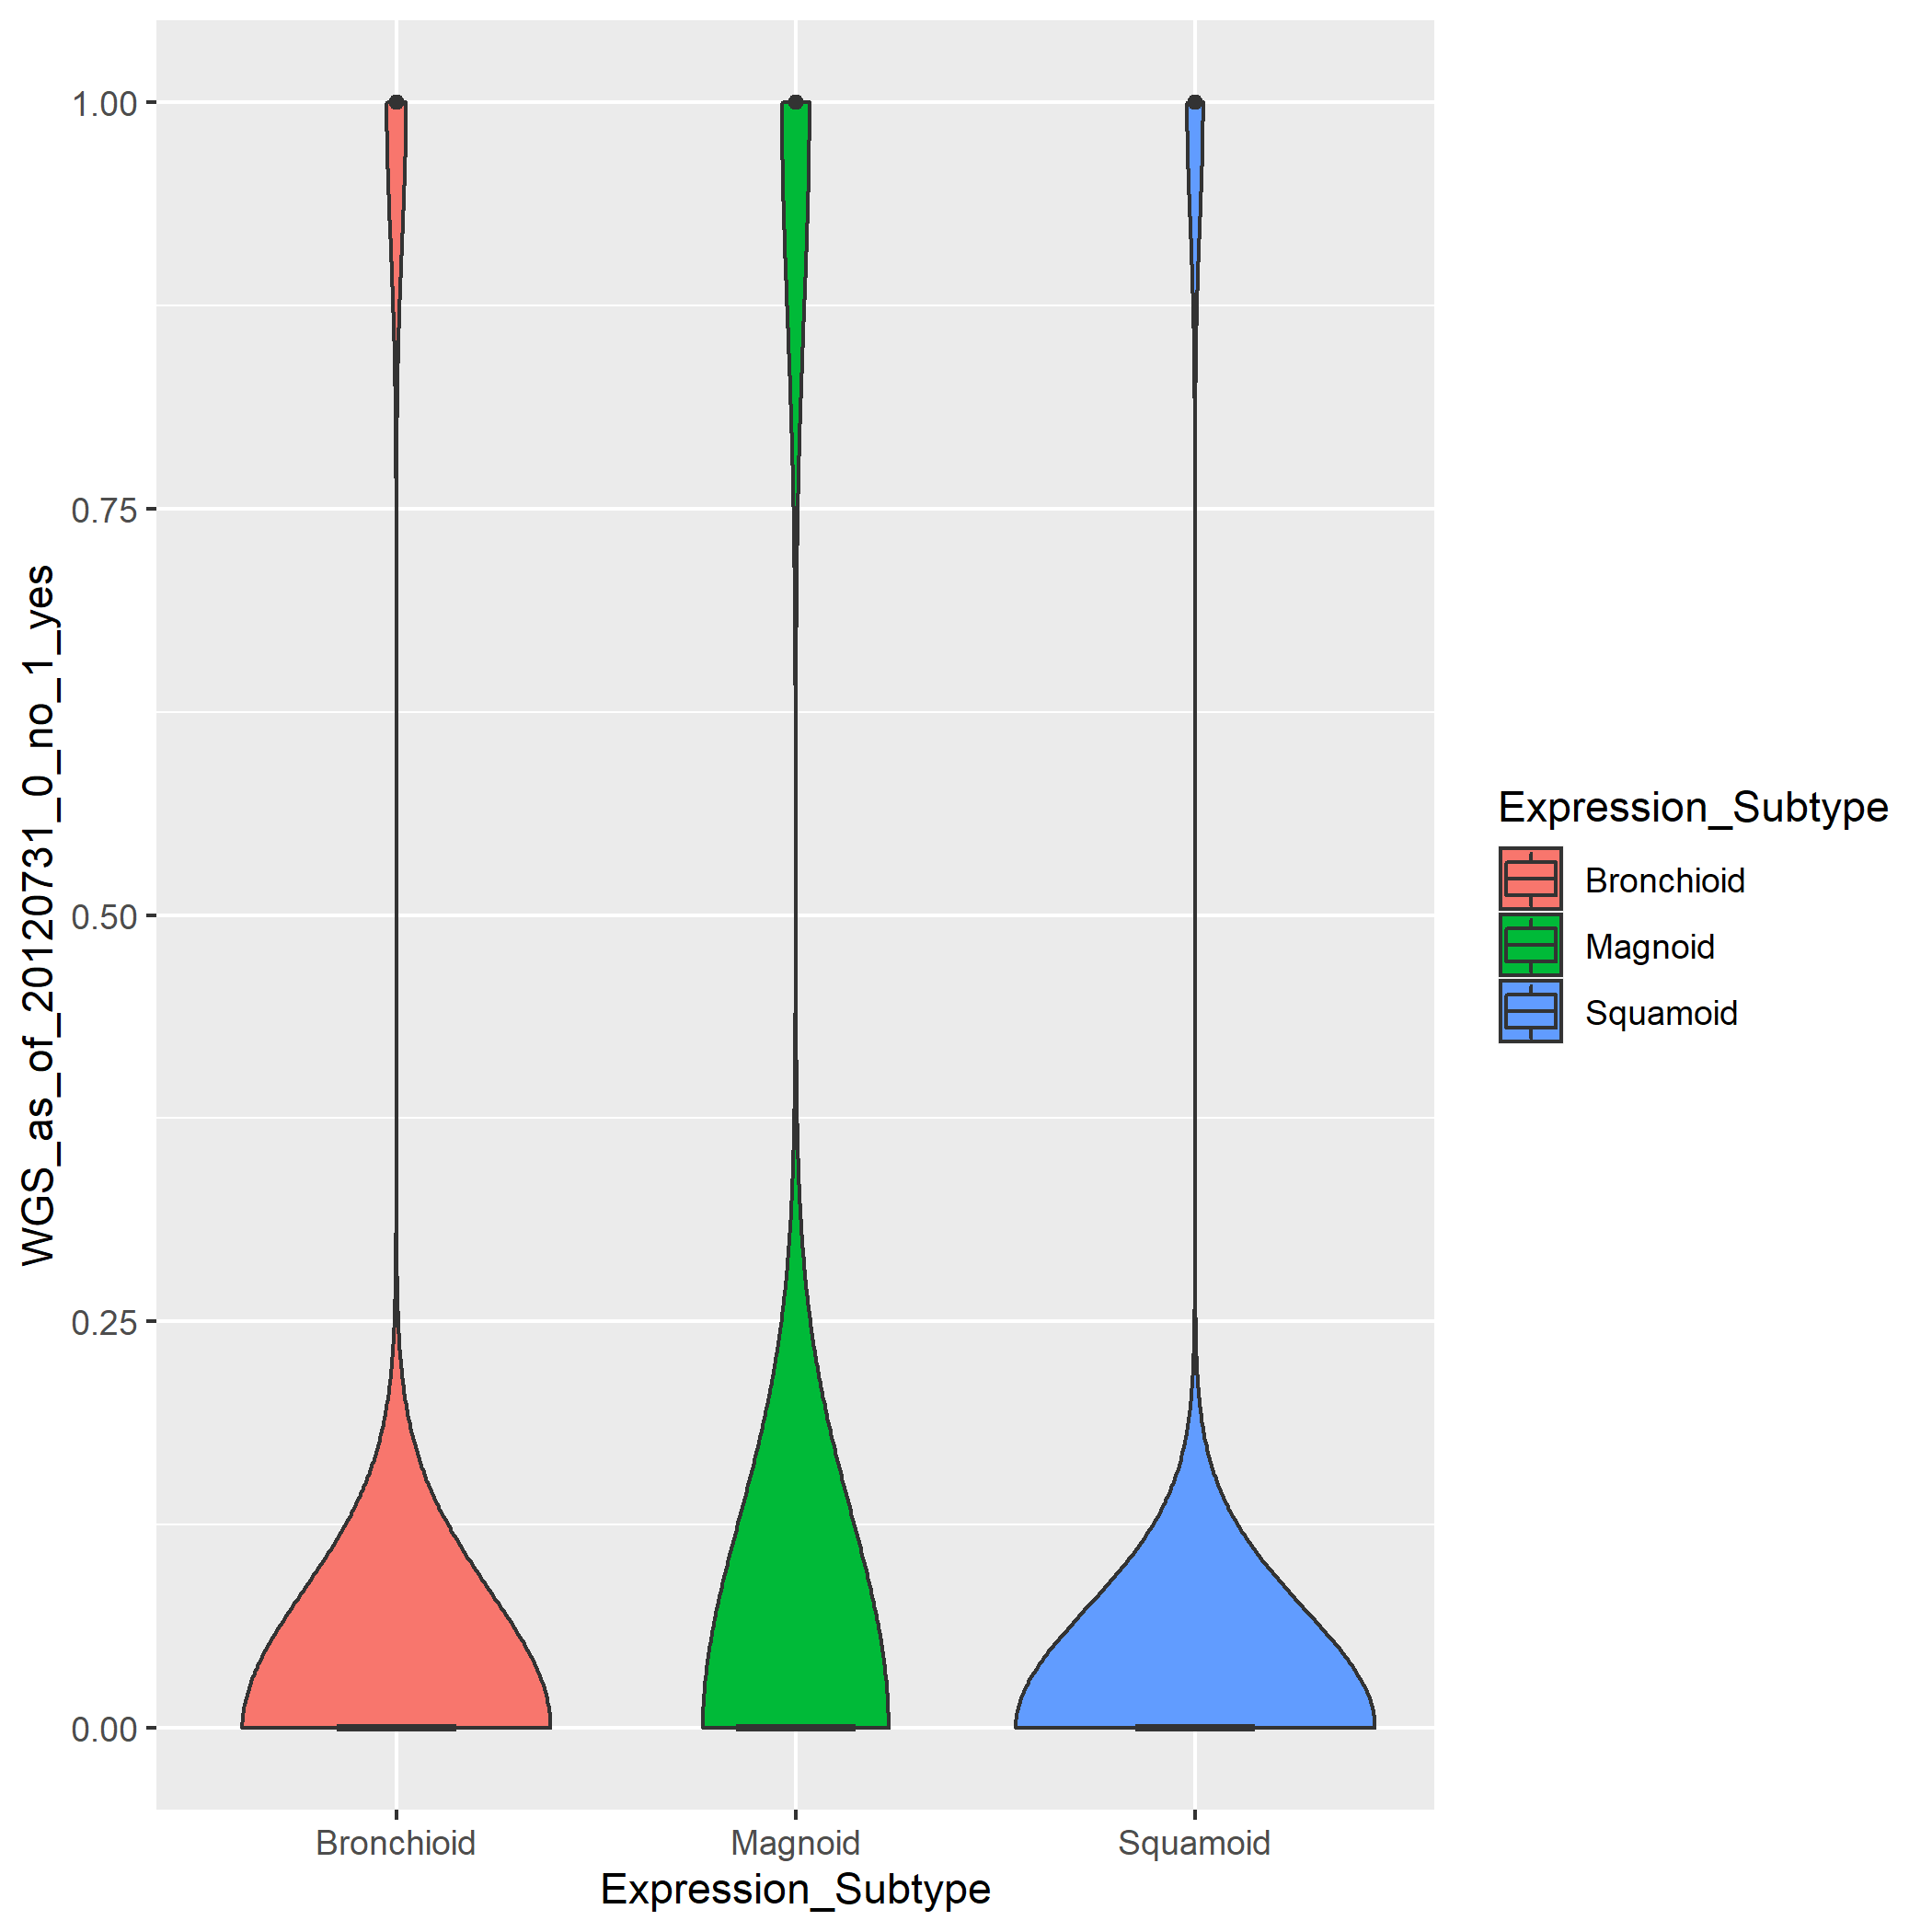 WGS_as_of_20120731_0_no_1_yes
1.00
0.75
0.50
0.25
0.00
Bronchioid Magnoid Squamoid
Expression_Subtype
Expression_Subtype
Bronchioid
Magnoid
Squamoid